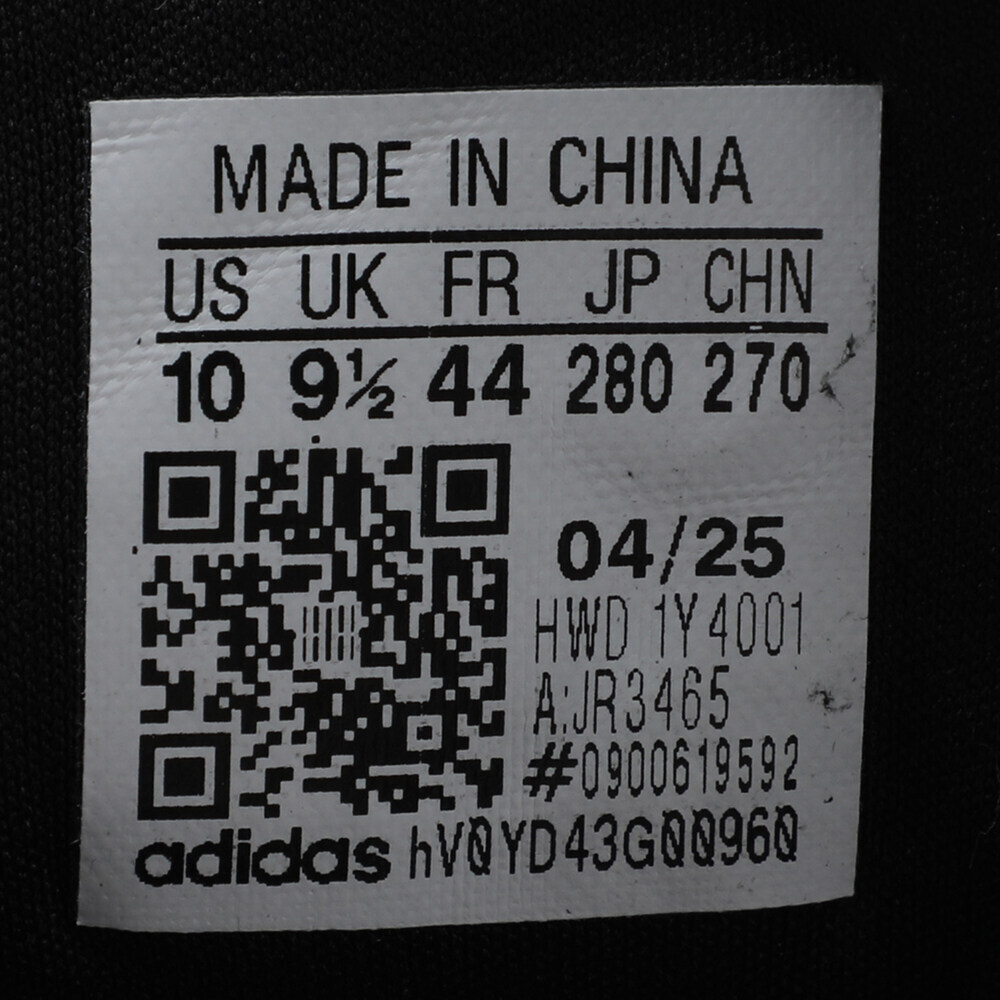 MADE IN CHINA
US UK FR JP CHN
10 9½ 44 280 270
04/25
HWD 1Y4001
A:JR3465
#0900619592
adidas hV0YD43G00960